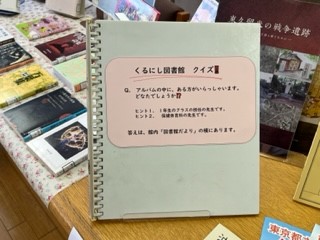 くるにし図書館 クイズ
Q. アルバムの中に、ある方がいらっしゃいます。
どなたでしょうか⁉
ヒント1. 1年生のクラスの担任の先生です。
ヒント2. 保健体育科の先生です。
答えは、館内「図書館だより」の横にあります。
東久留米の戦争遺跡
東京都